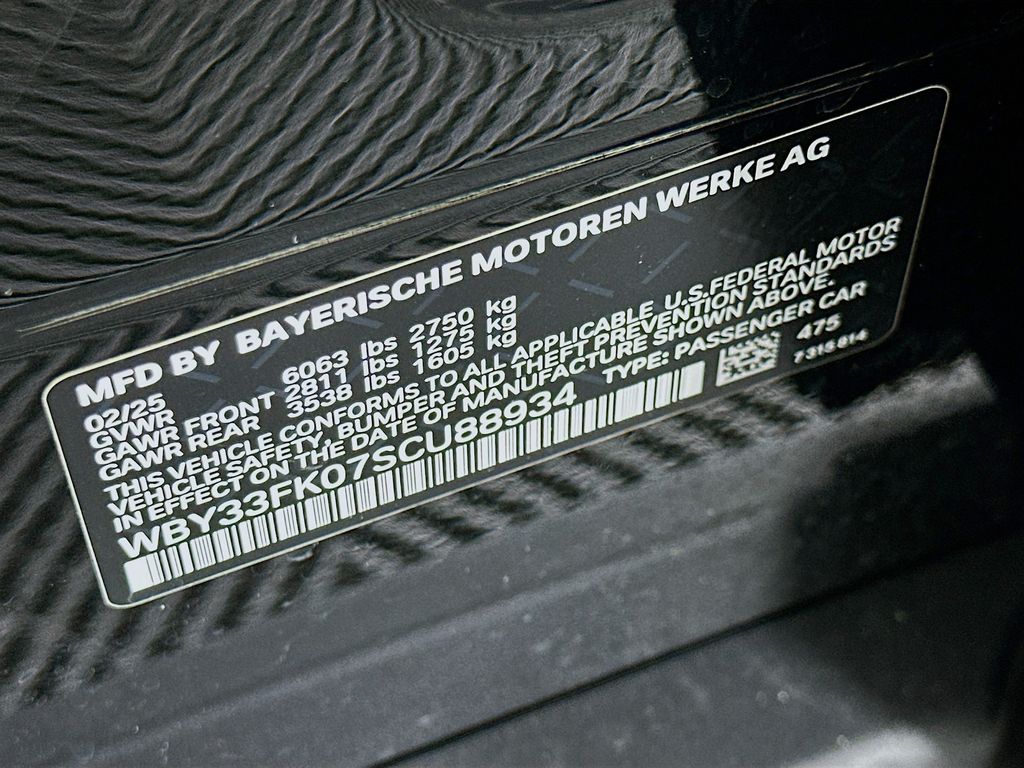 MFD BY BAYERISCHE MOTOREN WERKE AG
02/25
GVWR 6063 lbs 2750 kg
GAWR FRONT 2811 lbs 1275 kg
GAWR REAR 3538 lbs 1605 kg
THIS VEHICLE CONFORMS TO ALL APPLICABLE U.S.FEDERAL MOTOR
VEHICLE SAFETY, BUMPER AND THEFT PREVENTION STANDARDS
IN EFFECT ON THE DATE OF MANUFACTURE SHOWN ABOVE.
WBY33FK07SCU88934 TYPE: PASSENGER CAR
475
7316814